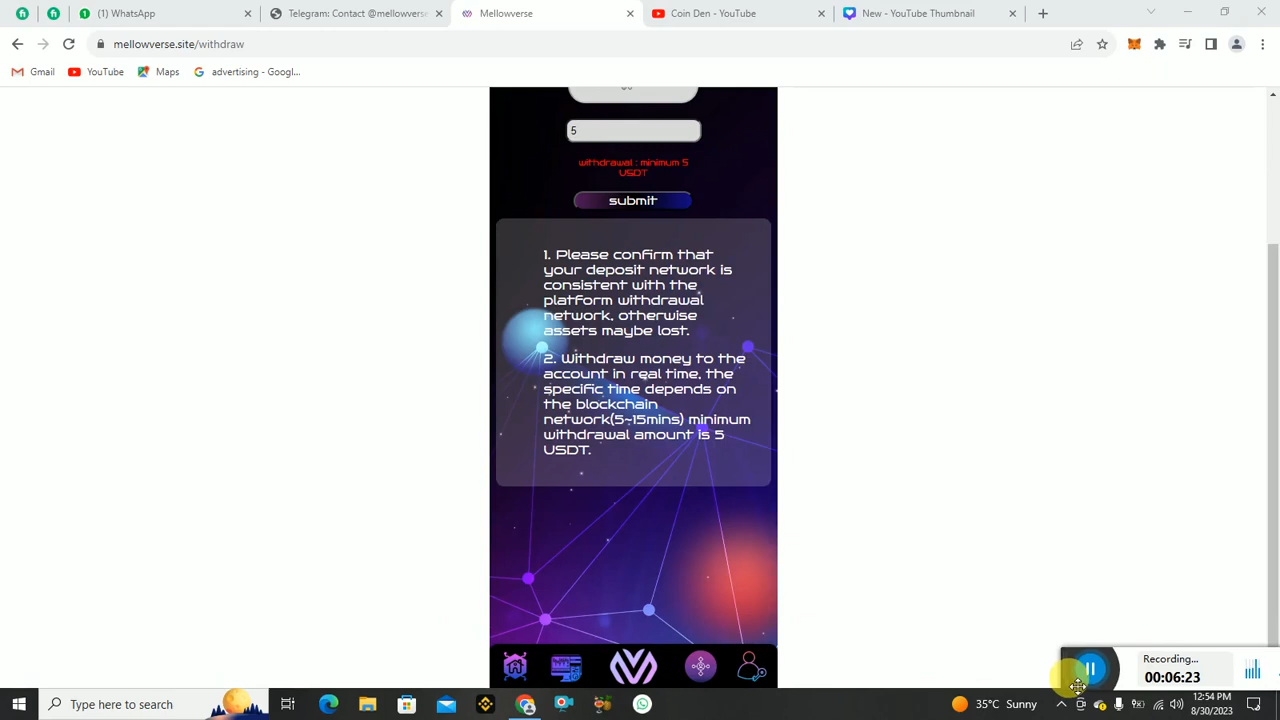 (1) WhatsApp
Telegram: Contact @mellowverse
Mellowverse
Coin Den - YouTube
New - YouTube Thumbnail
mellowverse.site/withdraw
Gmail
YouTube
Maps
advertising - Googl...
5
withdrawal : minimum 5
USDT
submit
1. Please confirm that
your deposit network is
consistent with the
platform withdrawal
network, otherwise
assets maybe lost.
2. Withdraw money to the
account in real time, the
specific time depends on
the blockchain
network(5~15mins) minimum
withdrawal amount is 5
USDT.
Recording...
00:06:23
Type here to search
35°C Sunny
12:54 PM
8/30/2023